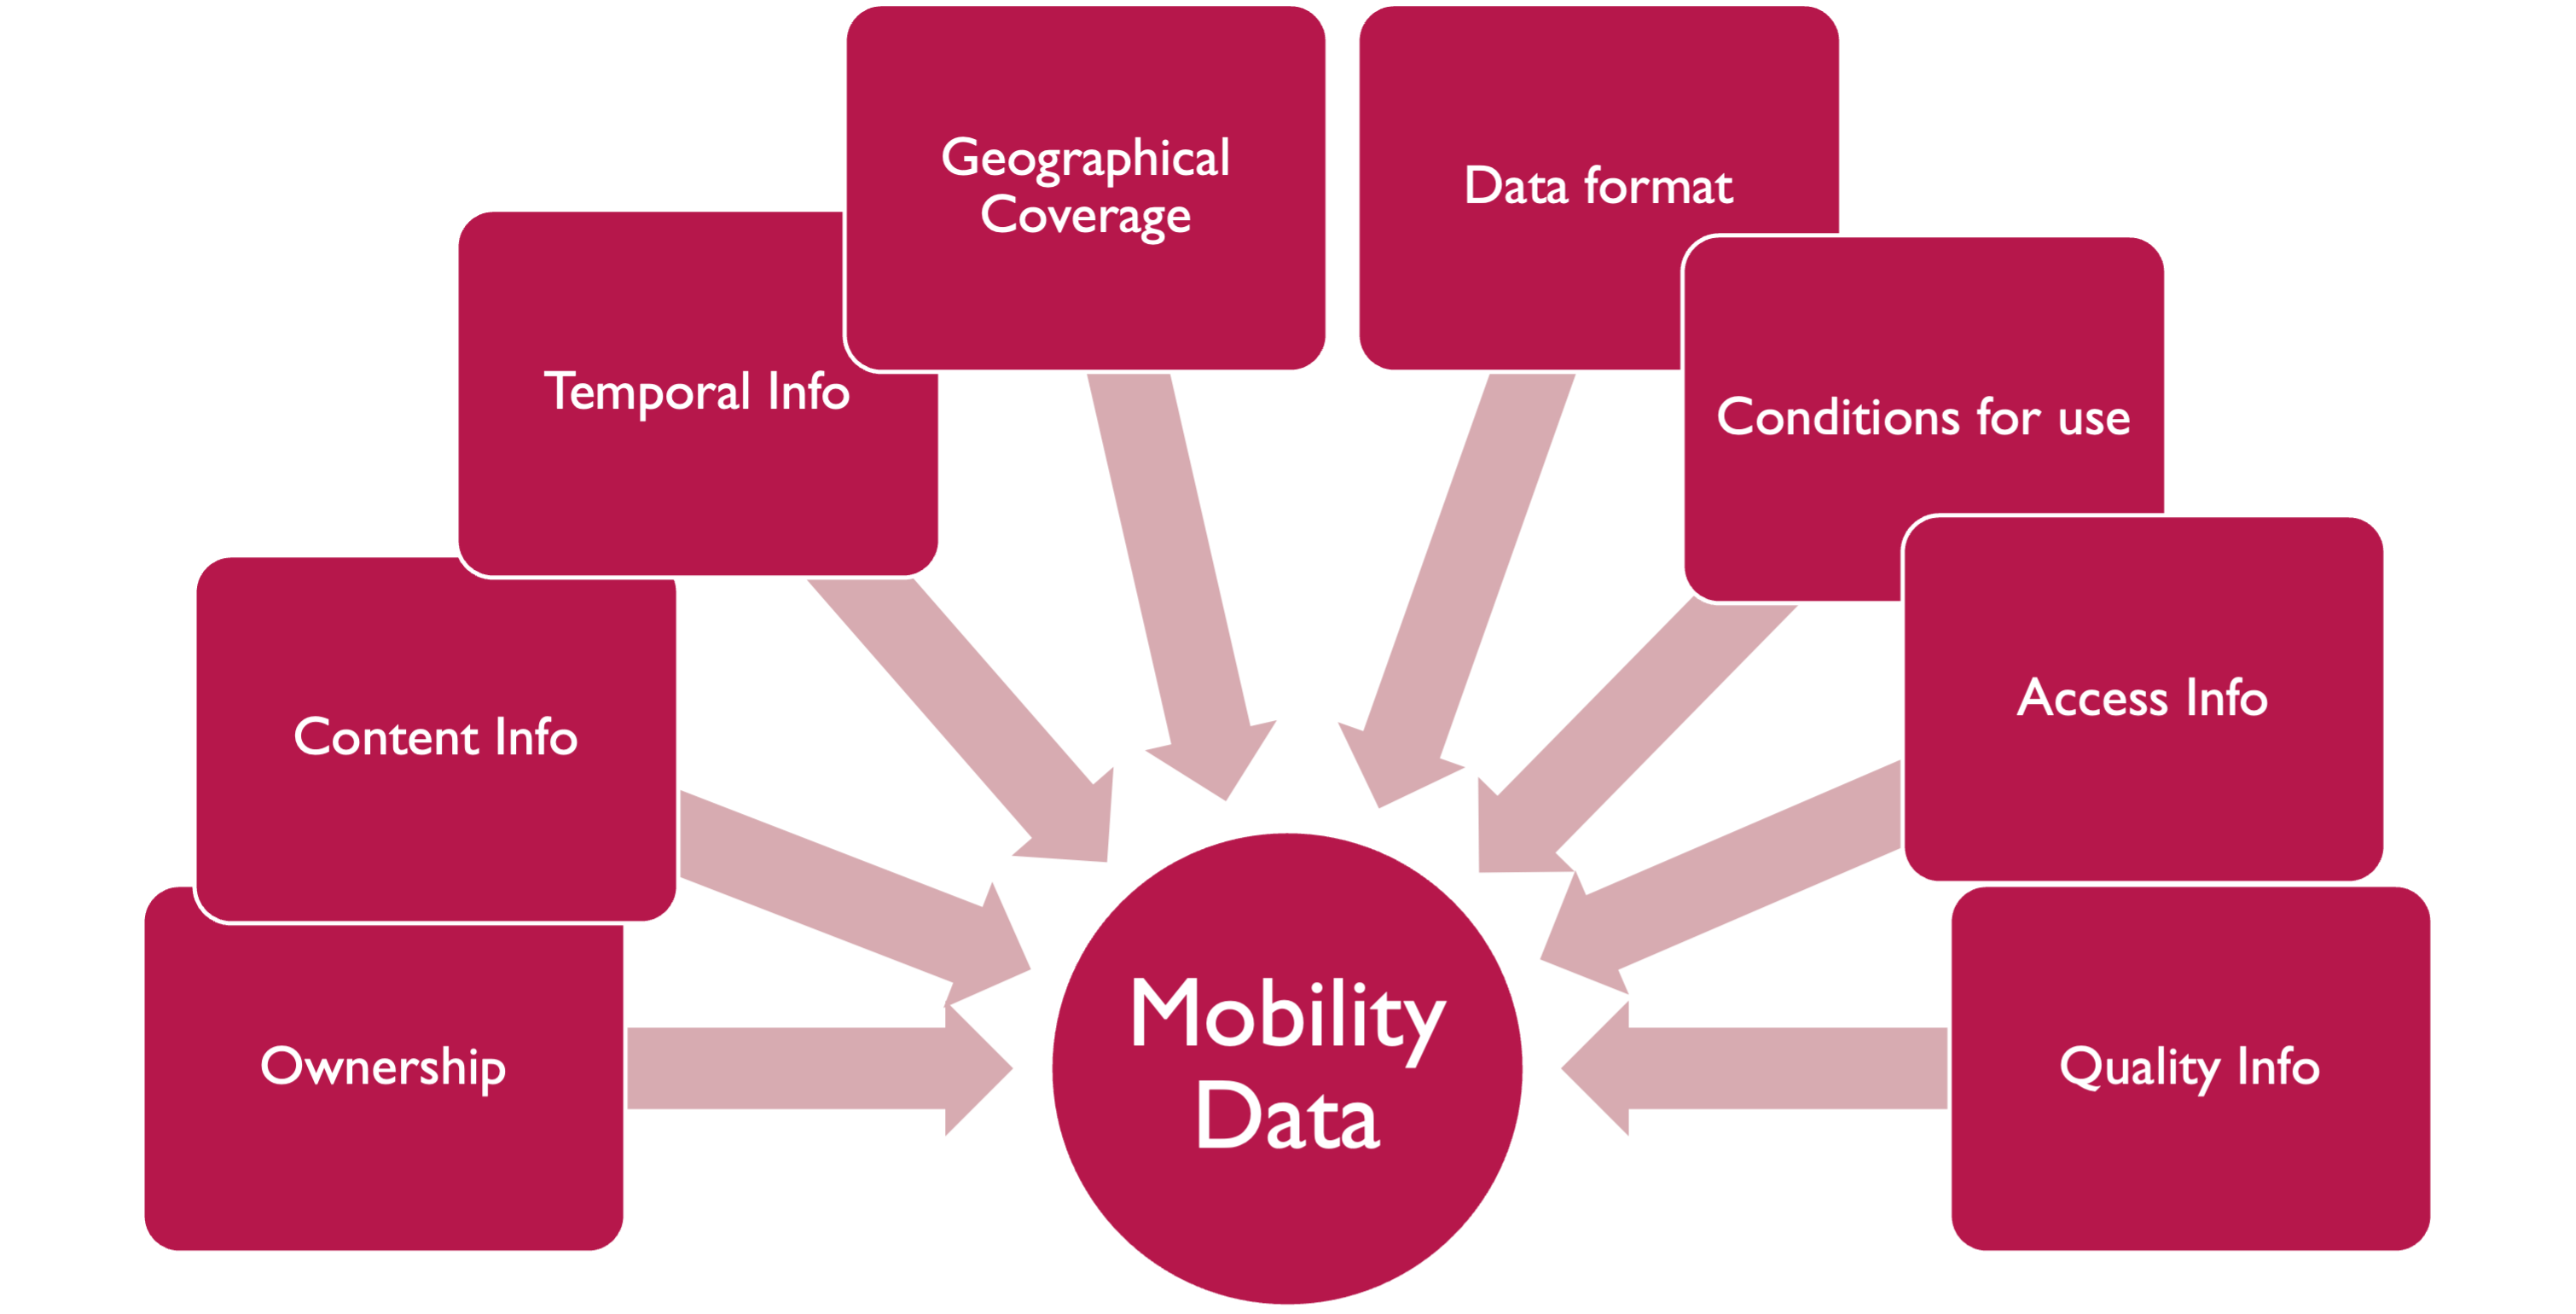 Geographical
Coverage
Data format
Temporal Info
Conditions for use
Content Info
Access Info
Ownership
Mobility
Data
Quality Info